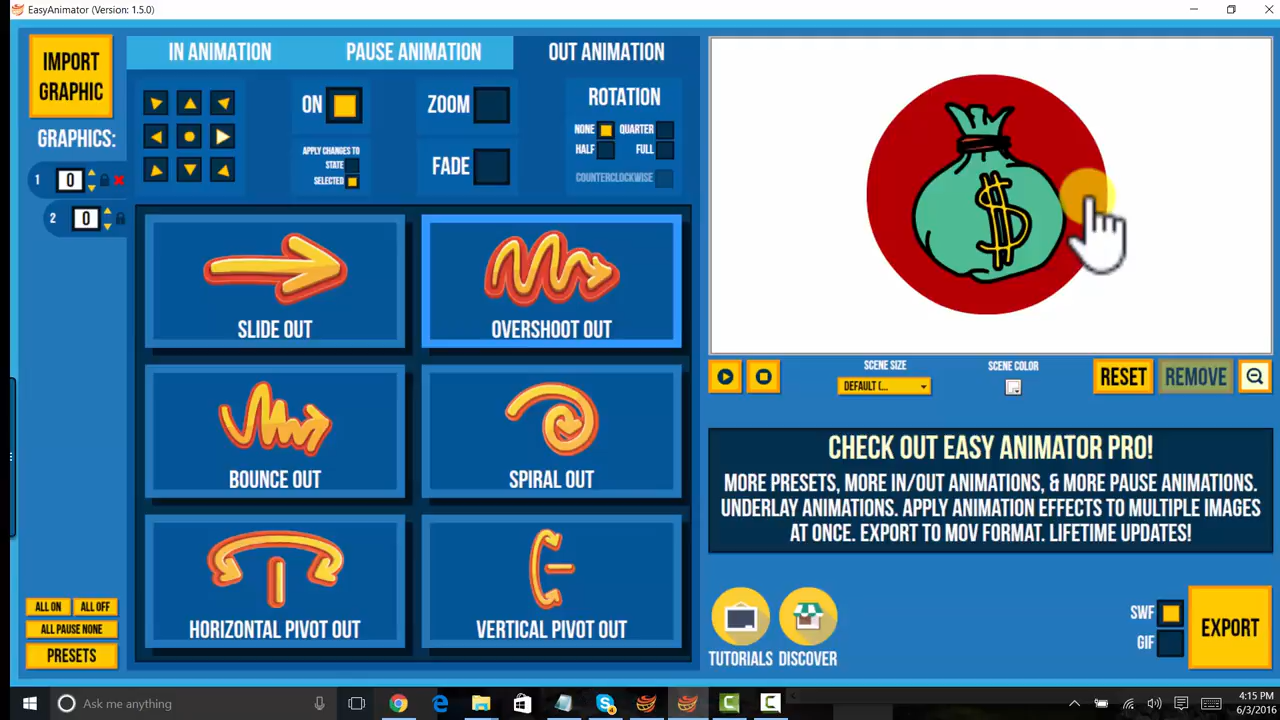 EasyAnimator (Version: 1.5.0)
IMPORT
GRAPHIC
GRAPHICS:
1 0
2 0
IN ANIMATION
PAUSE ANIMATION
OUT ANIMATION
ON
APPLY CHANGES TO
STATE
SELECTED
ZOOM
FADE
ROTATION
NONE QUARTER
HALF FULL
COUNTERCLOCKWISE
SLIDE OUT
OVERSHOOT OUT
BOUNCE OUT
SPIRAL OUT
HORIZONTAL PIVOT OUT
VERTICAL PIVOT OUT
ALL ON ALL OFF
ALL PAUSE NONE
PRESETS
$
SCENE SIZE
DEFAULT (...
SCENE COLOR
RESET
REMOVE
CHECK OUT EASY ANIMATOR PRO!
MORE PRESETS, MORE IN/OUT ANIMATIONS, & MORE PAUSE ANIMATIONS.
UNDERLAY ANIMATIONS. APPLY ANIMATION EFFECTS TO MULTIPLE IMAGES
AT ONCE. EXPORT TO MOV FORMAT. LIFETIME UPDATES!
TUTORIALS DISCOVER
SWF
GIF
EXPORT
Ask me anything
4:15 PM
6/3/2016